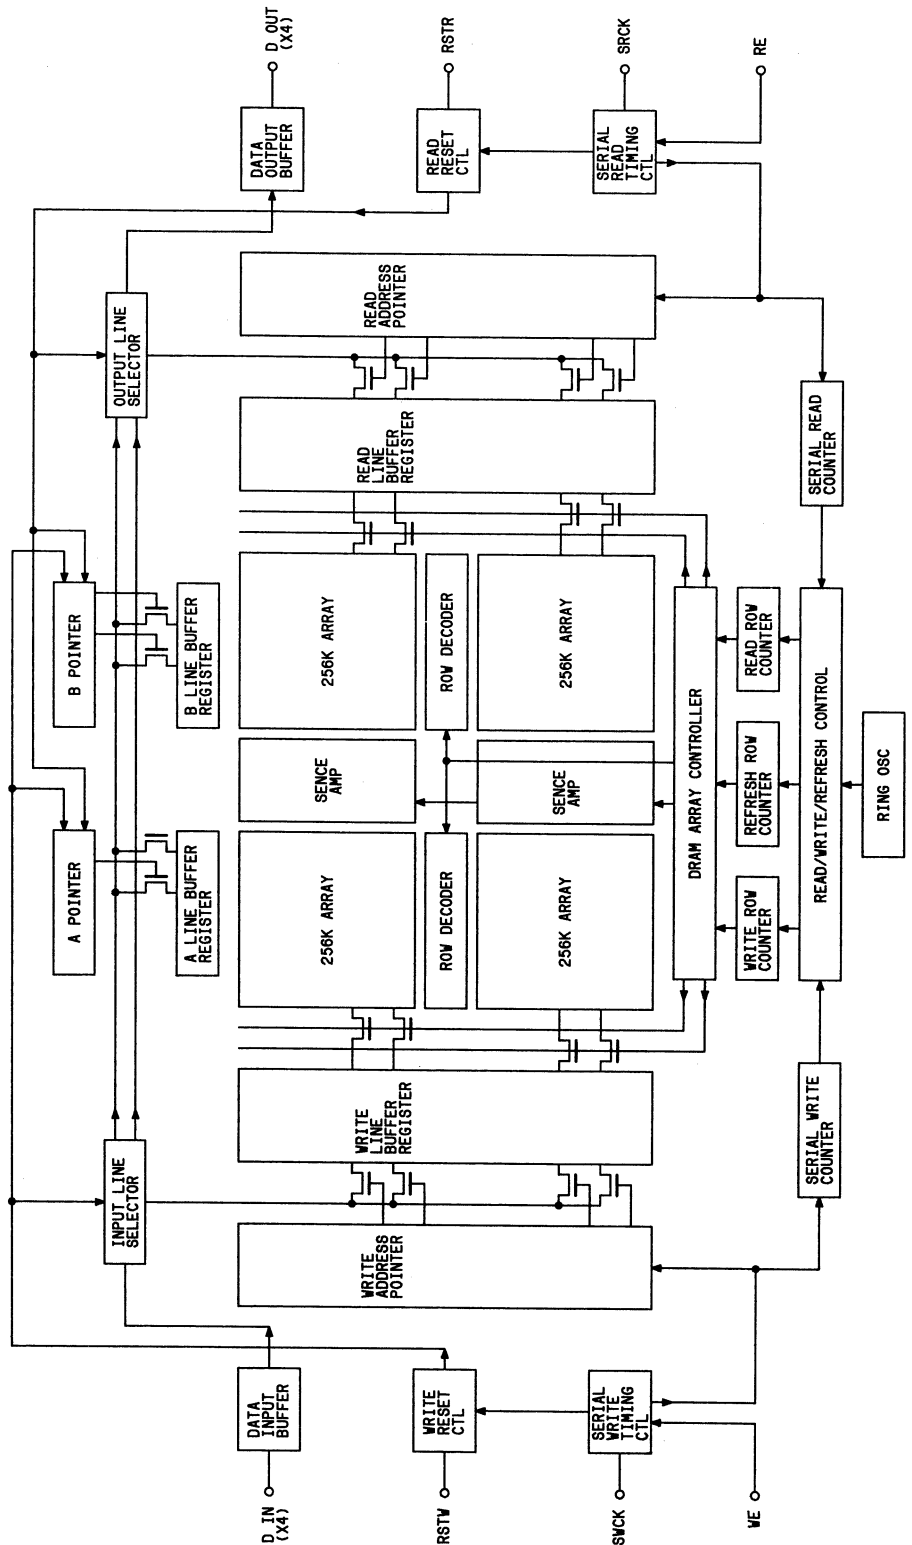 D IN
(X4)
DATA
INPUT
BUFFER
INPUT LINE
SELECTOR
A POINTER
A LINE BUFFER
REGISTER
B POINTER
B LINE BUFFER
REGISTER
OUTPUT LINE
SELECTOR
DATA
OUTPUT
BUFFER
D OUT
(X4)
RSTW
WRITE
RESET
CTL
WRITE
ADDRESS
POINTER
WRITE
LINE
BUFFER
REGISTER
256K ARRAY
SENCE
AMP
256K ARRAY
READ
LINE
BUFFER
REGISTER
READ
ADDRESS
POINTER
READ
RESET
CTL
RSTR
ROW DECODER
ROW DECODER
256K ARRAY
SENCE
AMP
256K ARRAY
SWCK
SERIAL
WRITE
TIMING
CTL
SERIAL
READ
TIMING
CTL
SRCK
DRAM ARRAY CONTROLLER
WE
WRITE ROW
COUNTER
REFRESH ROW
COUNTER
READ ROW
COUNTER
RE
SERIAL WRITE
COUNTER
READ/WRITE/REFRESH CONTROL
SERIAL READ
COUNTER
RING OSC